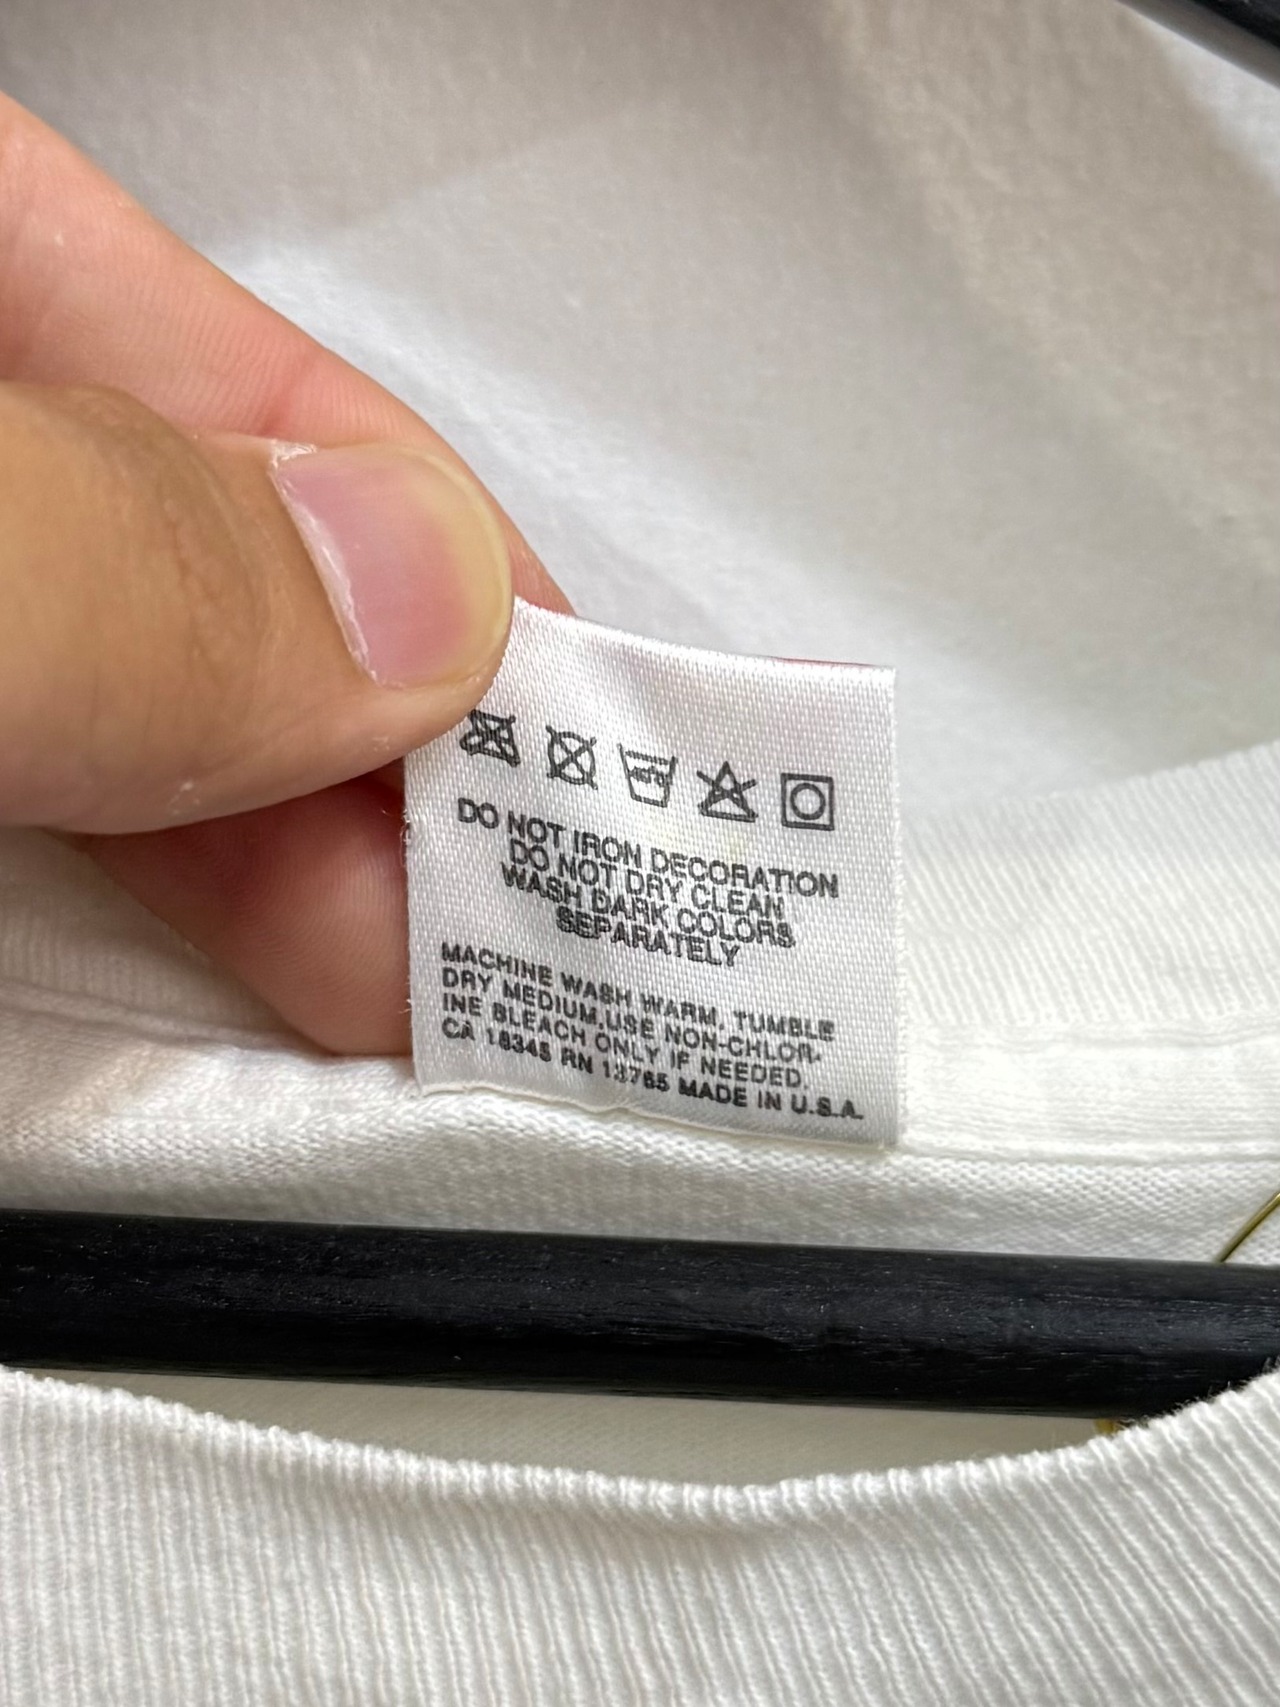 DO NOT IRON DECORATION
DO NOT DRY CLEAN
WASH DARK COLORS
SEPARATELY
MACHINE WASH WARM, TUMBLE
DRY MEDIUM,USE NON-CHLOR-
INE BLEACH ONLY IF NEEDED.
CA 18345 RN 13765 MADE IN U.S.A.